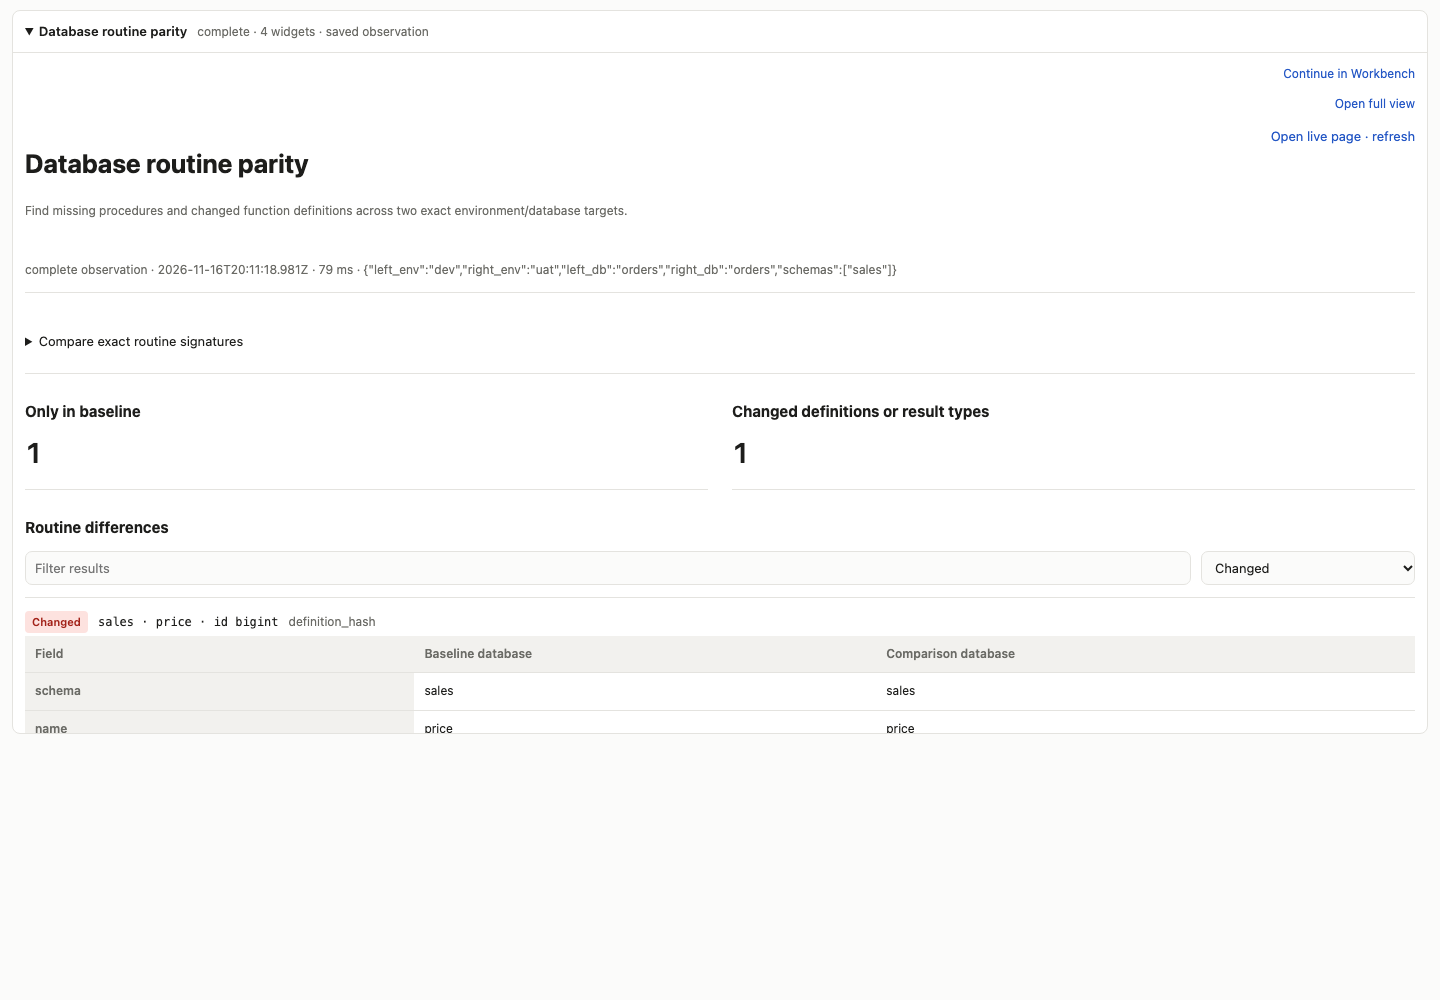 Database routine parity complete · 4 widgets · saved observation
Continue in Workbench
Open full view
Open live page · refresh
Database routine parity
Find missing procedures and changed function definitions across two exact environment/database targets.
complete observation · 2026-11-16T20:11:18.981Z · 79 ms · {"left_env":"dev","right_env":"uat","left_db":"orders","right_db":"orders","schemas":["sales"]}
Compare exact routine signatures
Only in baseline
1
Changed definitions or result types
1
Routine differences
Filter results
Changed
Changed sales · price · id bigint definition_hash
Field Baseline database Comparison database
schema sales sales
name price price